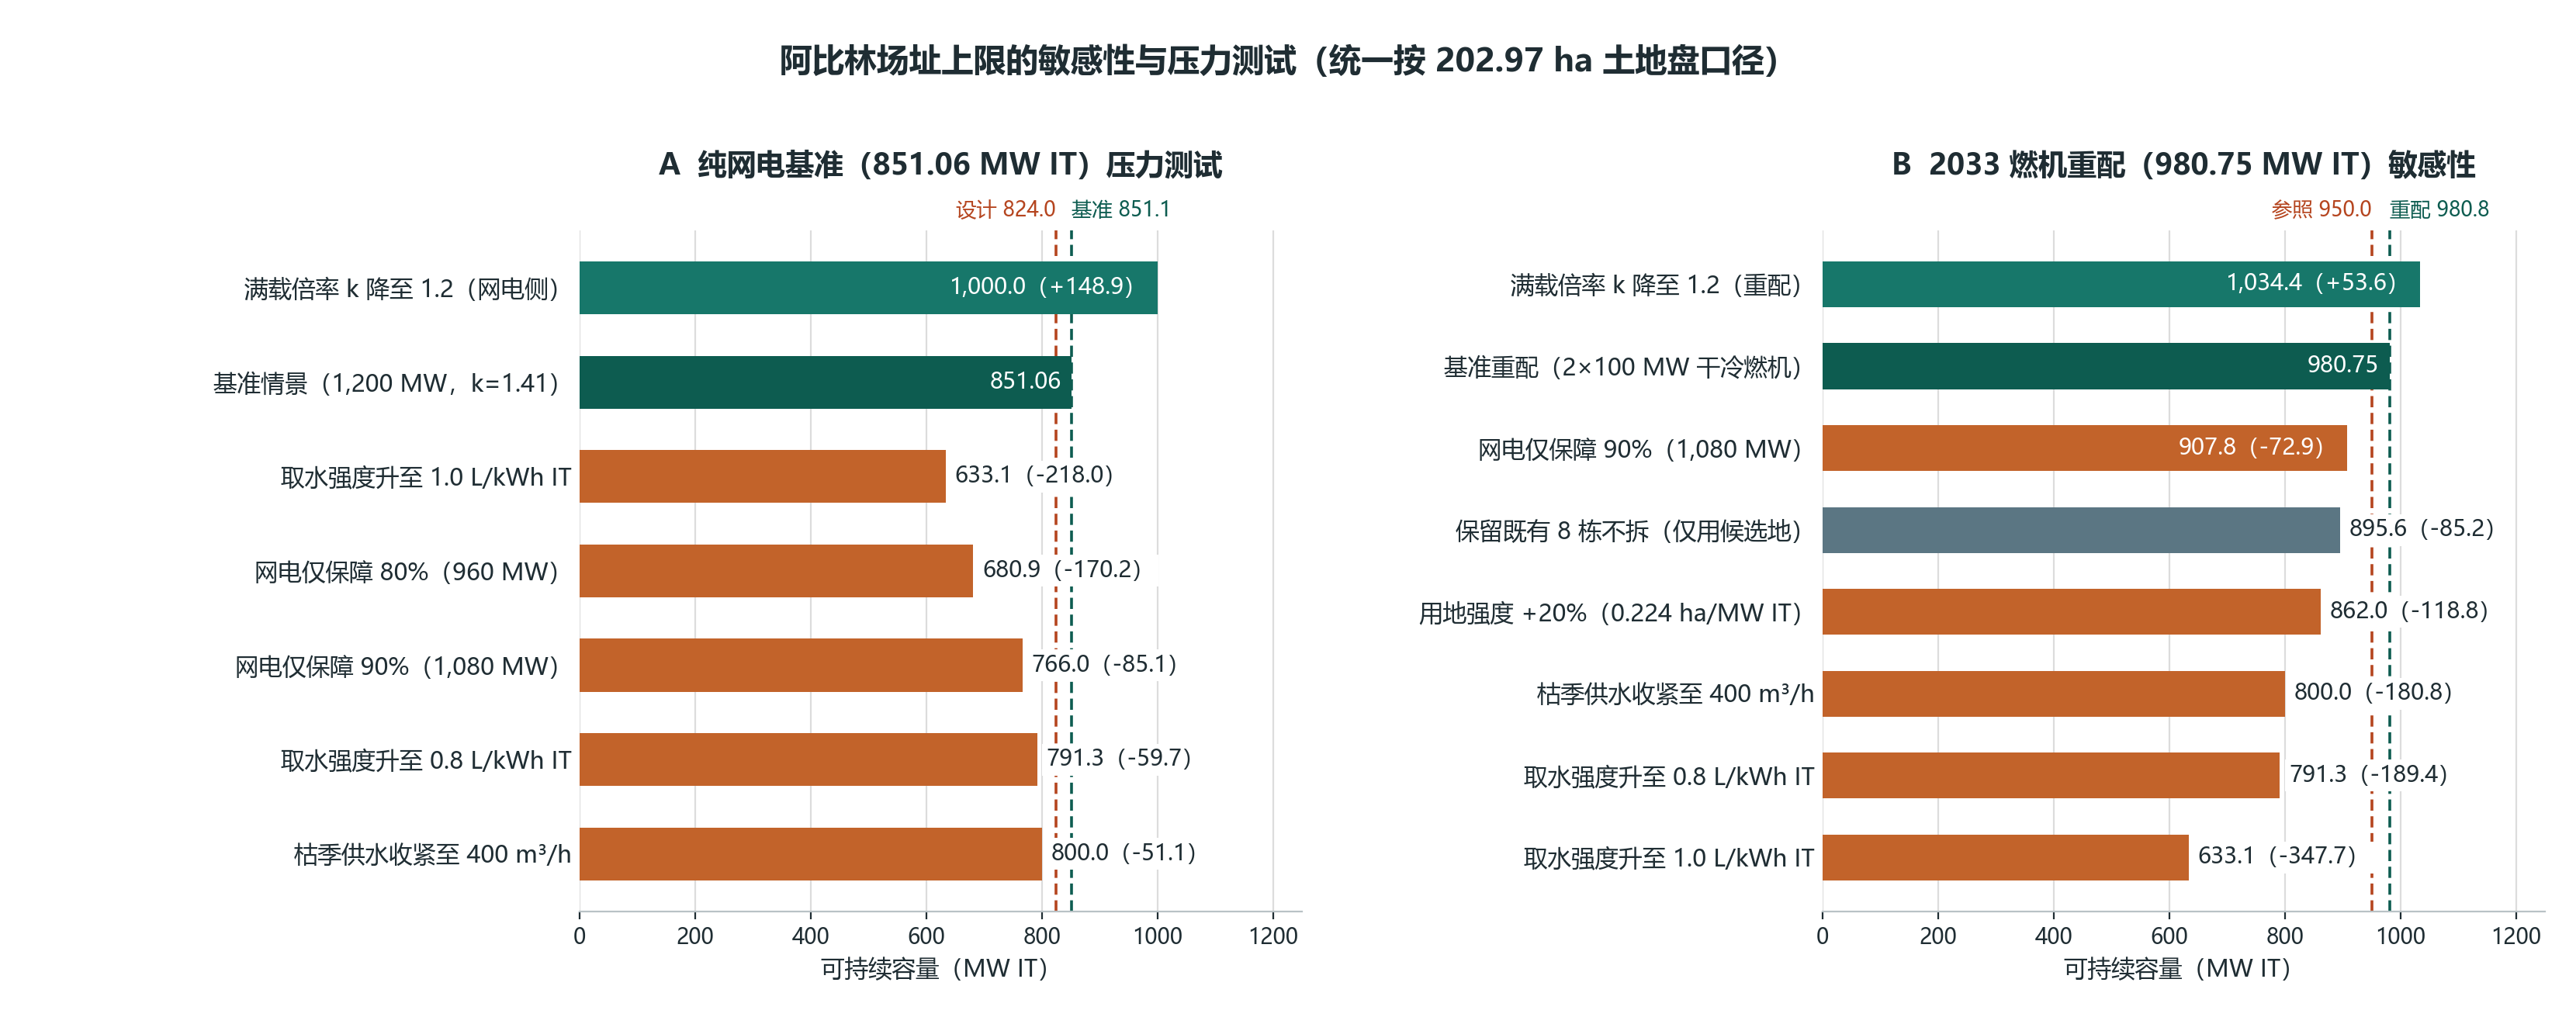 阿比林场址上限的敏感性与压力测试（统一按 202.97 ha 土地盘口径）
A 纯网电基准（851.06 MW IT）压力测试
设计 824.0 基准 851.1
满载倍率 k 降至 1.2（网电侧） 1,000.0（+148.9）
基准情景（1,200 MW，k=1.41） 851.06
取水强度升至 1.0 L/kWh IT 633.1（-218.0）
网电仅保障 80%（960 MW） 680.9（-170.2）
网电仅保障 90%（1,080 MW） 766.0（-85.1）
取水强度升至 0.8 L/kWh IT 791.3（-59.7）
枯季供水收紧至 400 m³/h 800.0（-51.1）
0 200 400 600 800 1000 1200
可持续容量（MW IT）
B 2033 燃机重配（980.75 MW IT）敏感性
参照 950.0 重配 980.8
满载倍率 k 降至 1.2（重配） 1,034.4（+53.6）
基准重配（2×100 MW 干冷燃机） 980.75
网电仅保障 90%（1,080 MW） 907.8（-72.9）
保留既有 8 栋不拆（仅用候选地） 895.6（-85.2）
用地强度 +20%（0.224 ha/MW IT） 862.0（-118.8）
枯季供水收紧至 400 m³/h 800.0（-180.8）
取水强度升至 0.8 L/kWh IT 791.3（-189.4）
取水强度升至 1.0 L/kWh IT 633.1（-347.7）
0 200 400 600 800 1000 1200
可持续容量（MW IT）